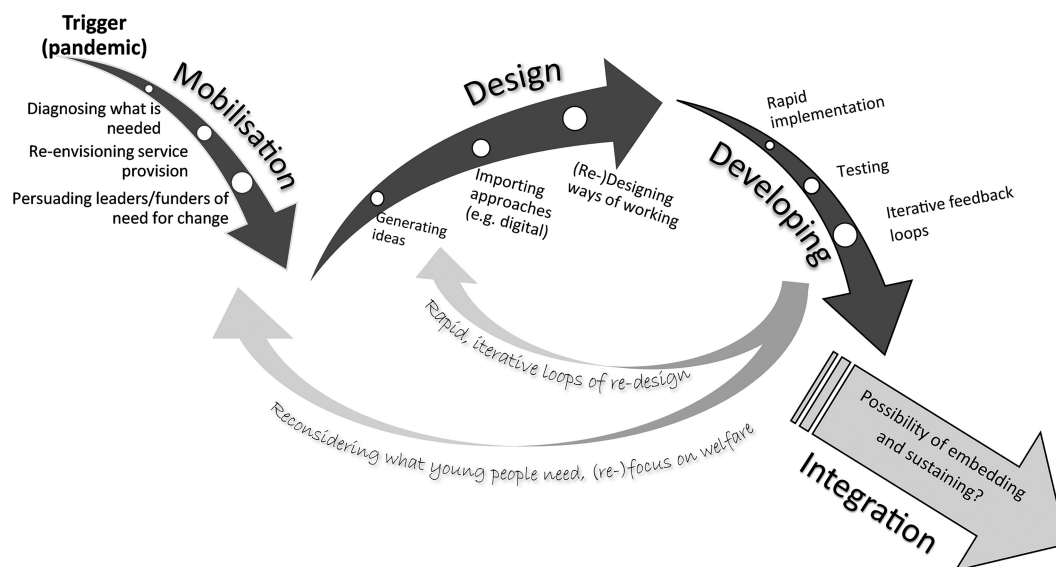 Trigger
(pandemic)
Mobilisation
Diagnosing what is
needed
Re-envisioning service
provision
Persuading leaders/funders of
need for change
Design
Generating
ideas
Importing
approaches
(e.g. digital)
(Re-)Designing
ways of working
Developing
Rapid
implementation
Testing
Iterative feedback
loops
Rapid, iterative loops of re-design
Reconsidering what young people need, (re-)focus on welfare
Possibility of embedding
and sustaining?
Integration